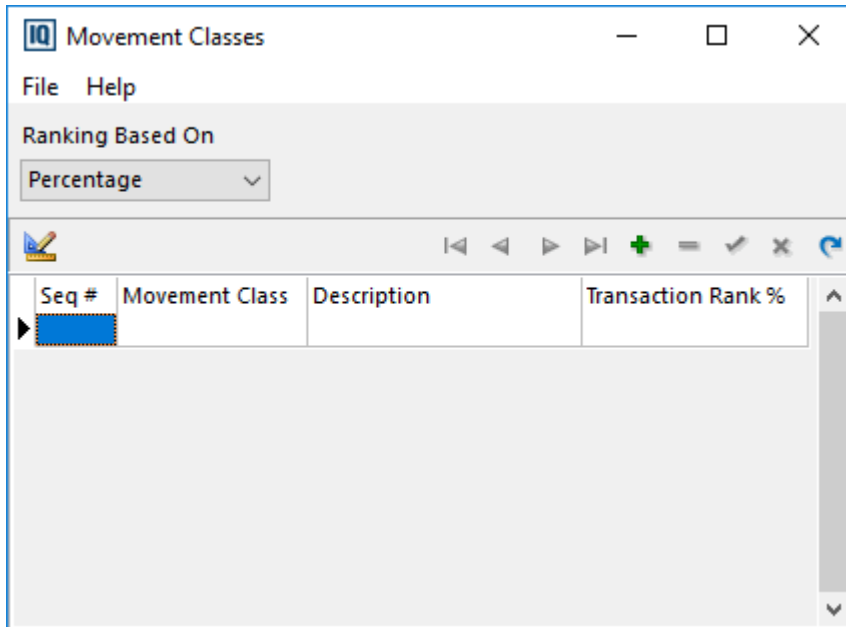 IQ Movement Classes
File Help
Ranking Based On
Percentage
Seq # Movement Class Description Transaction Rank %